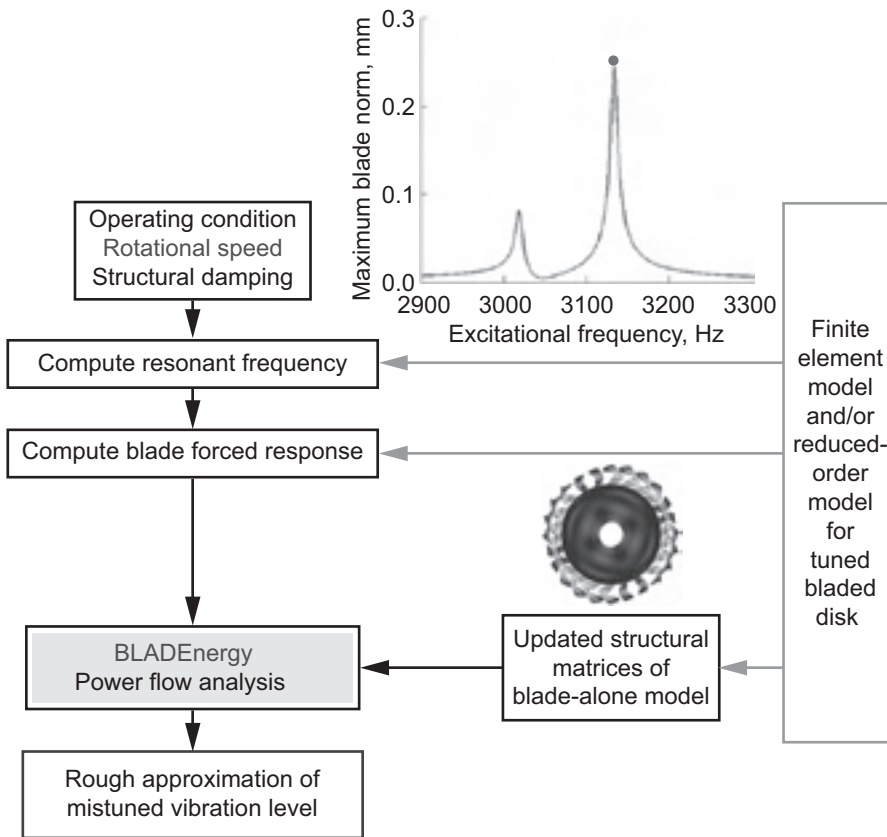 0.3
0.2
0.1
0.0
Maximum blade norm, mm
2900 3000 3100 3200 3300
Excitational frequency, Hz
Operating condition
Rotational speed
Structural damping
Compute resonant frequency
Compute blade forced response
BLADEnergy
Power flow analysis
Rough approximation of
mistuned vibration level
Updated structural
matrices of
blade-alone model
Finite
element
model
and/or
reduced-
order
model
for
tuned
bladed
disk